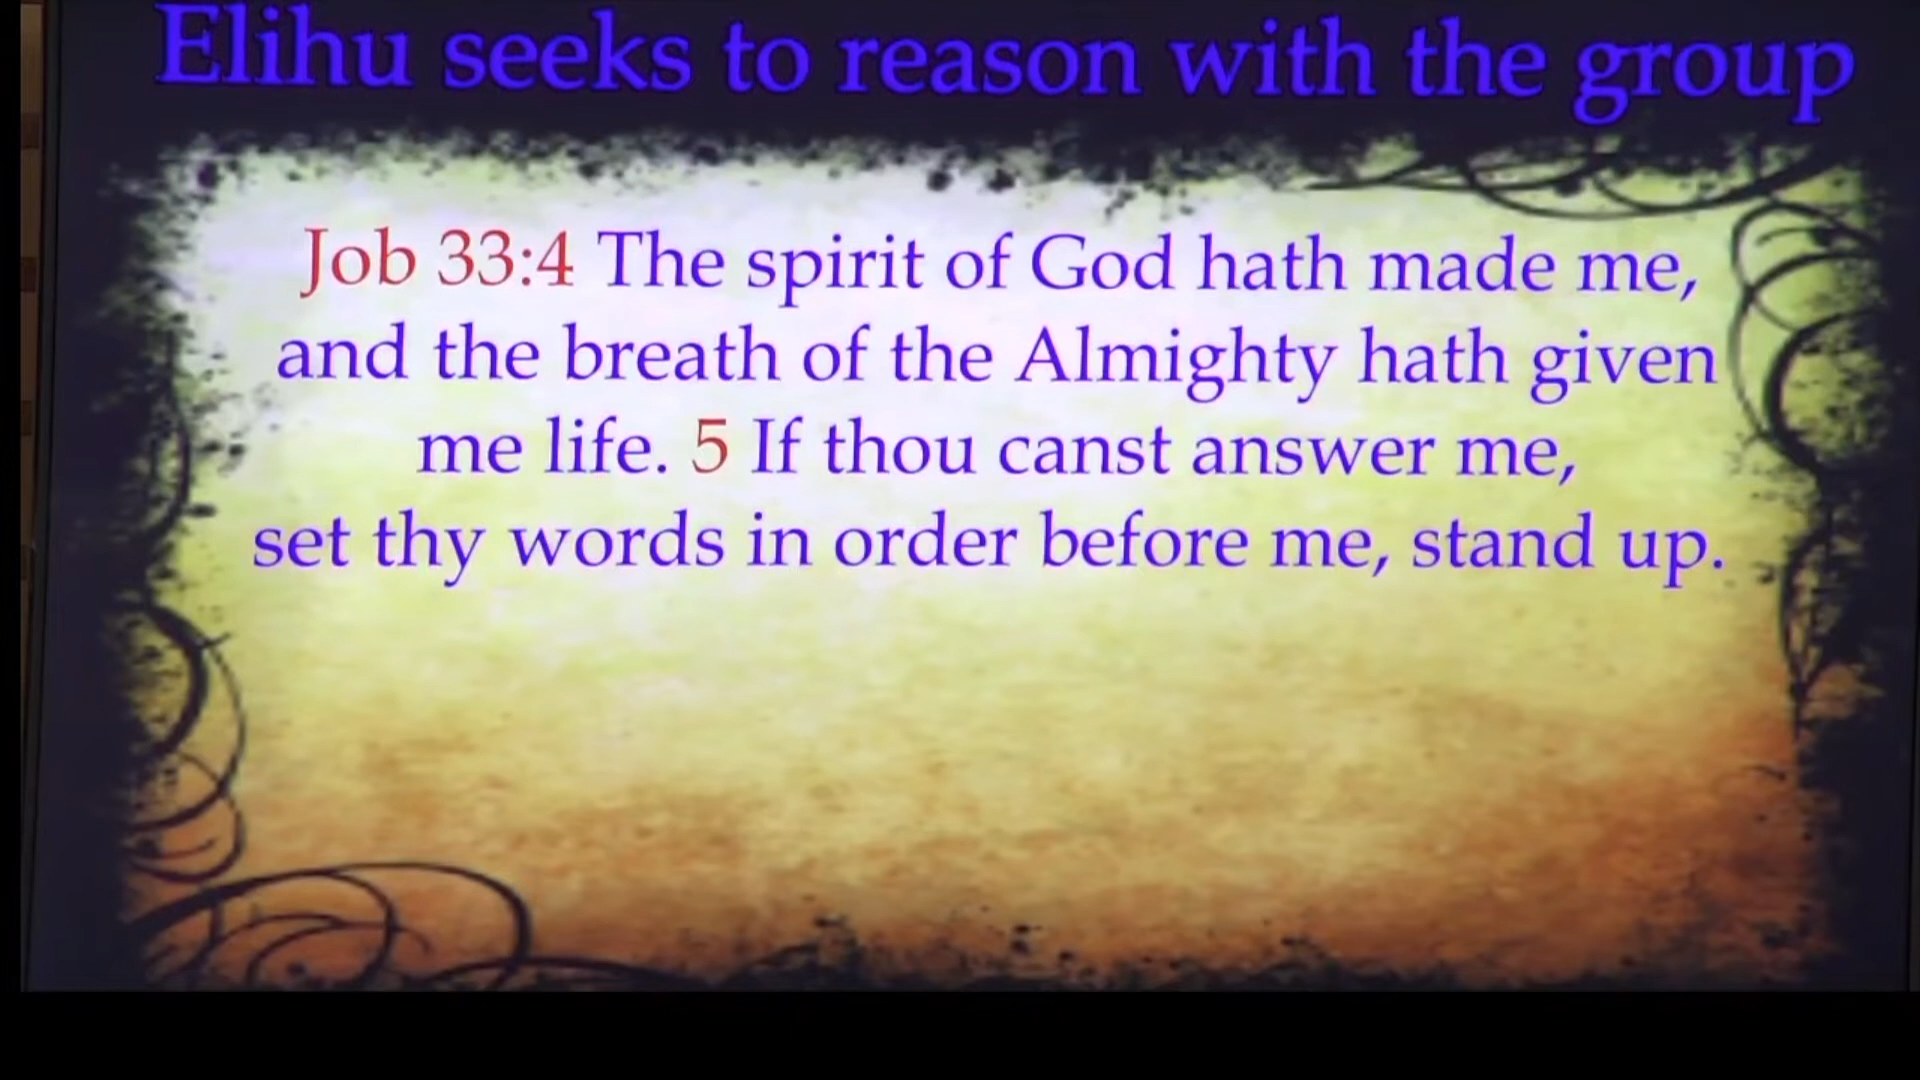 Elihu seeks to reason with the group
Job 33:4 The spirit of God hath made me,
and the breath of the Almighty hath given
me life. 5 If thou canst answer me,
set thy words in order before me, stand up.